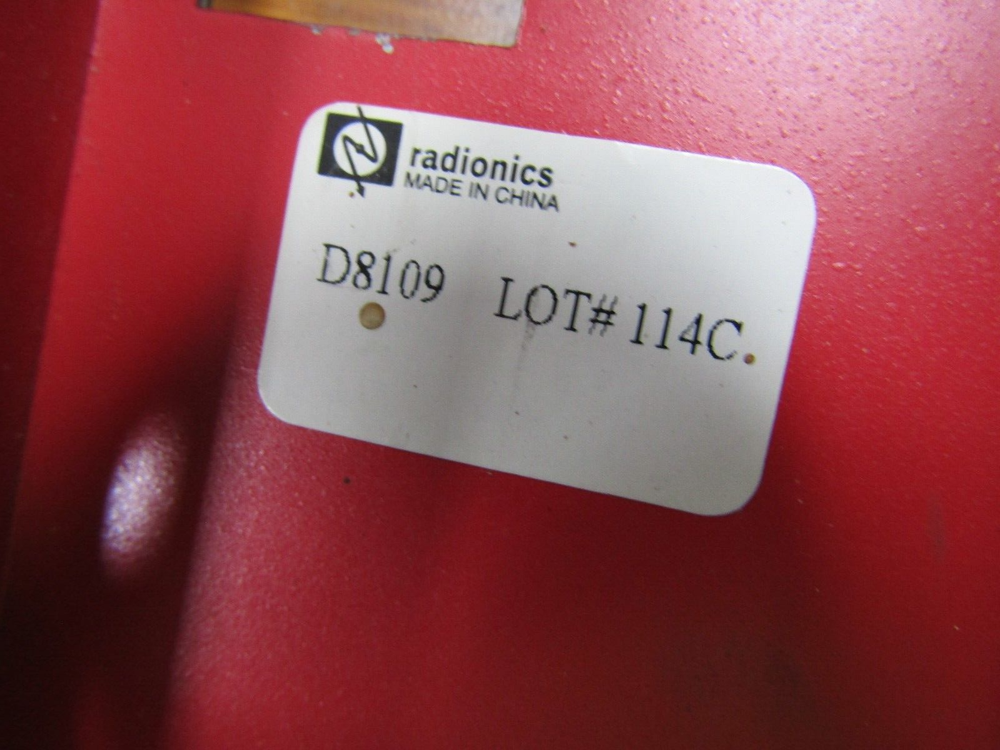 radionics
MADE IN CHINA
D8109 LOT# 114C